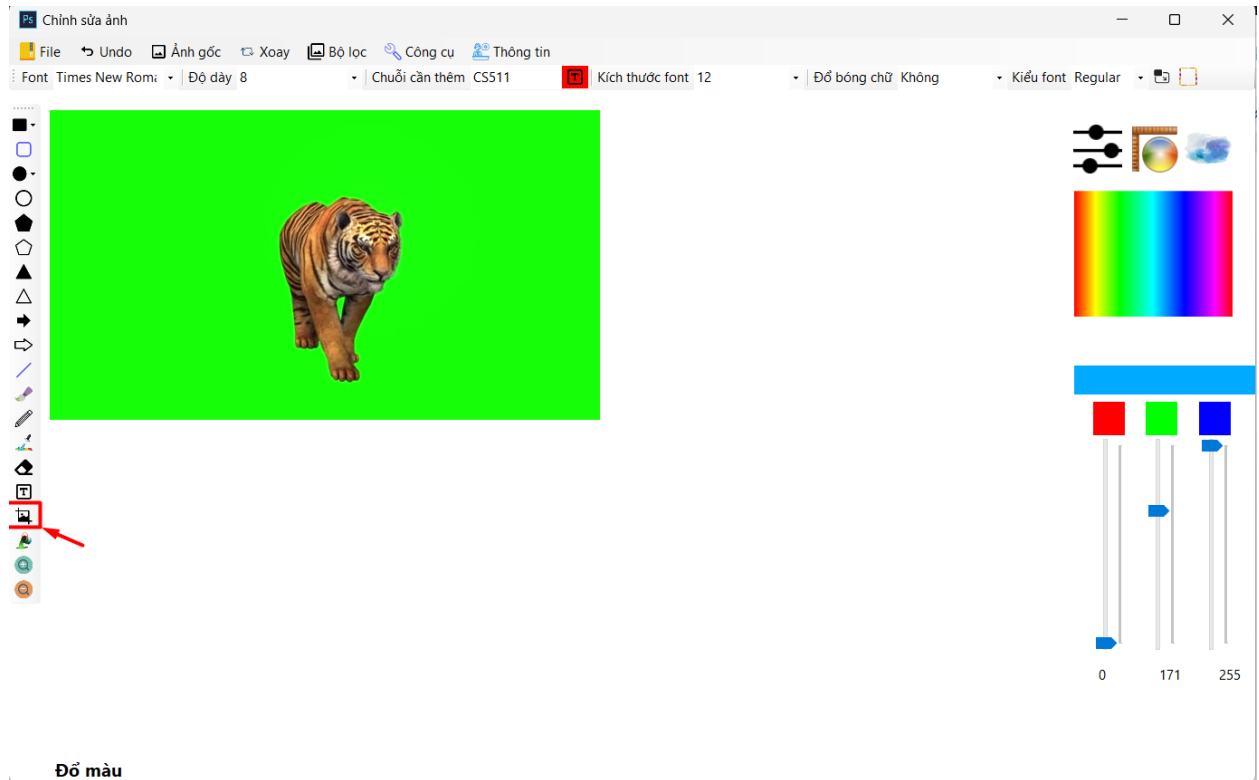 Ps Chỉnh sửa ảnh
File Undo Ảnh gốc Xoay Bộ lọc Công cụ Thông tin
Font Times New Roma Độ dày 8 Chuỗi cần thêm CS511 T Kích thước font 12 Đổ bóng chữ Không Kiểu font Regular
T
0 171 255
Đổ màu